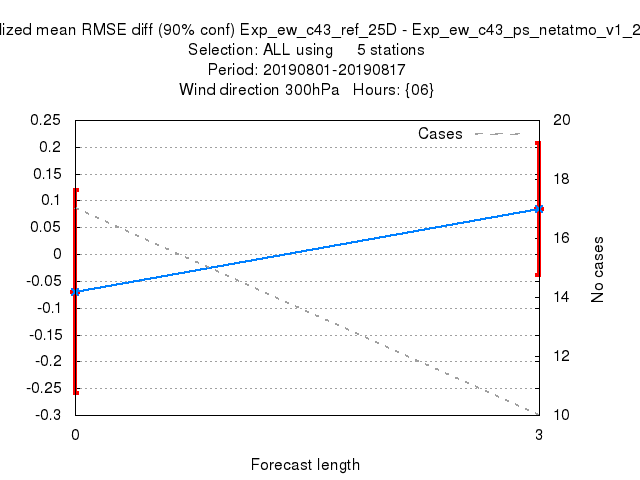 lized mean RMSE diff (90% conf) Exp_ew_c43_ref_25D - Exp_ew_c43_ps_netatmo_v1_2
Selection: ALL using 5 stations
Period: 20190801-20190817
Wind direction 300hPa Hours: {06}
Cases
0.25
0.2
0.15
0.1
0.05
0
-0.05
-0.1
-0.15
-0.2
-0.25
-0.3
20
18
16
14
12
10
No cases
0 3
Forecast length